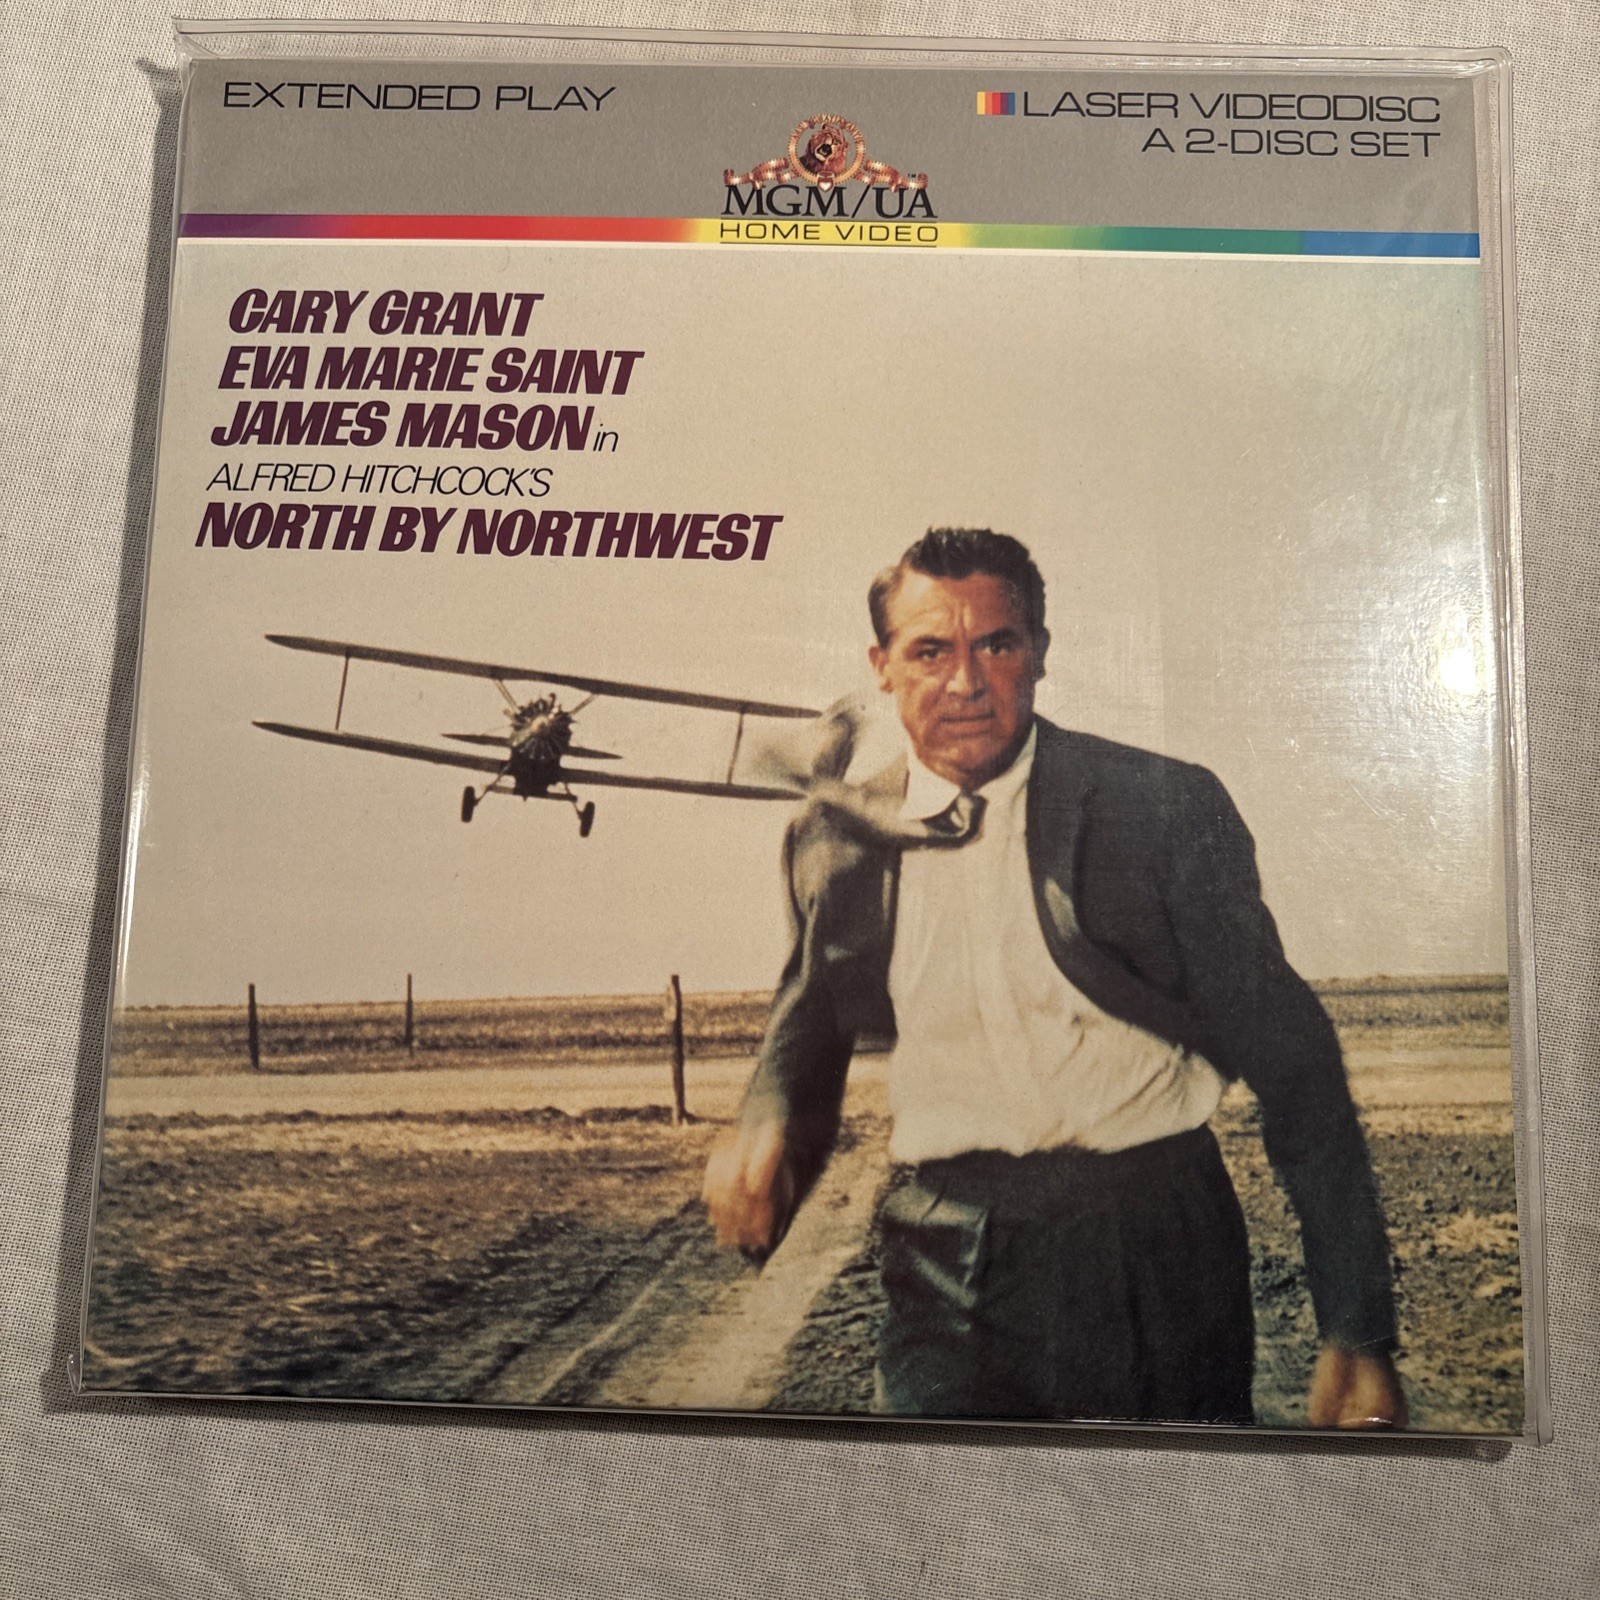 EXTENDED PLAY
LASER VIDEODISC
A 2-DISC SET
MGM/UA
HOME VIDEO
CARY GRANT
EVA MARIE SAINT
JAMES MASON in
ALFRED HITCHCOCK'S
NORTH BY NORTHWEST